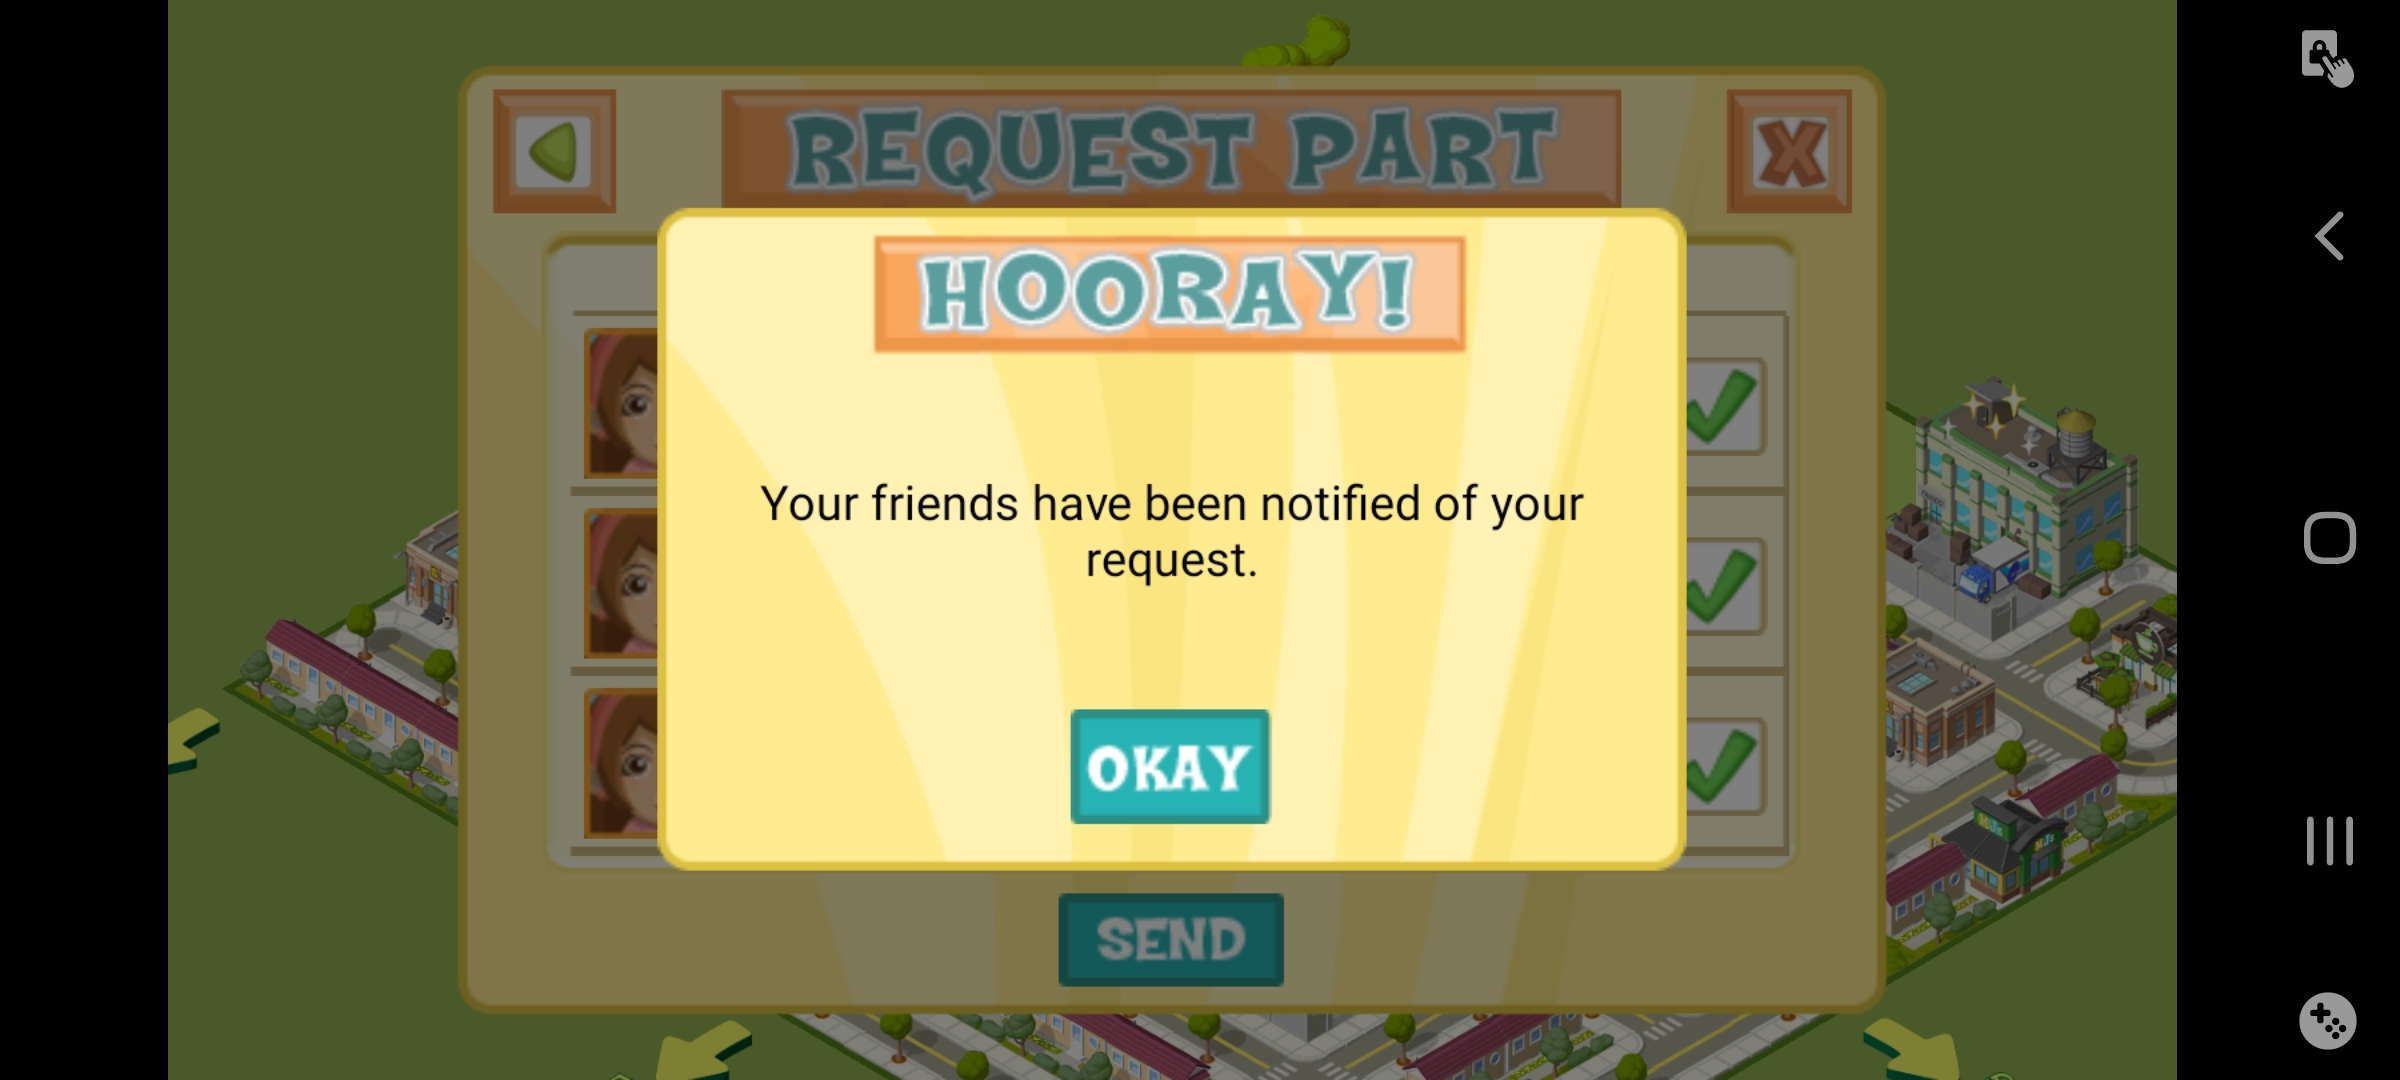 REQUEST PART
HOORAY!
Your friends have been notified of your
request.
OKAY
SEND